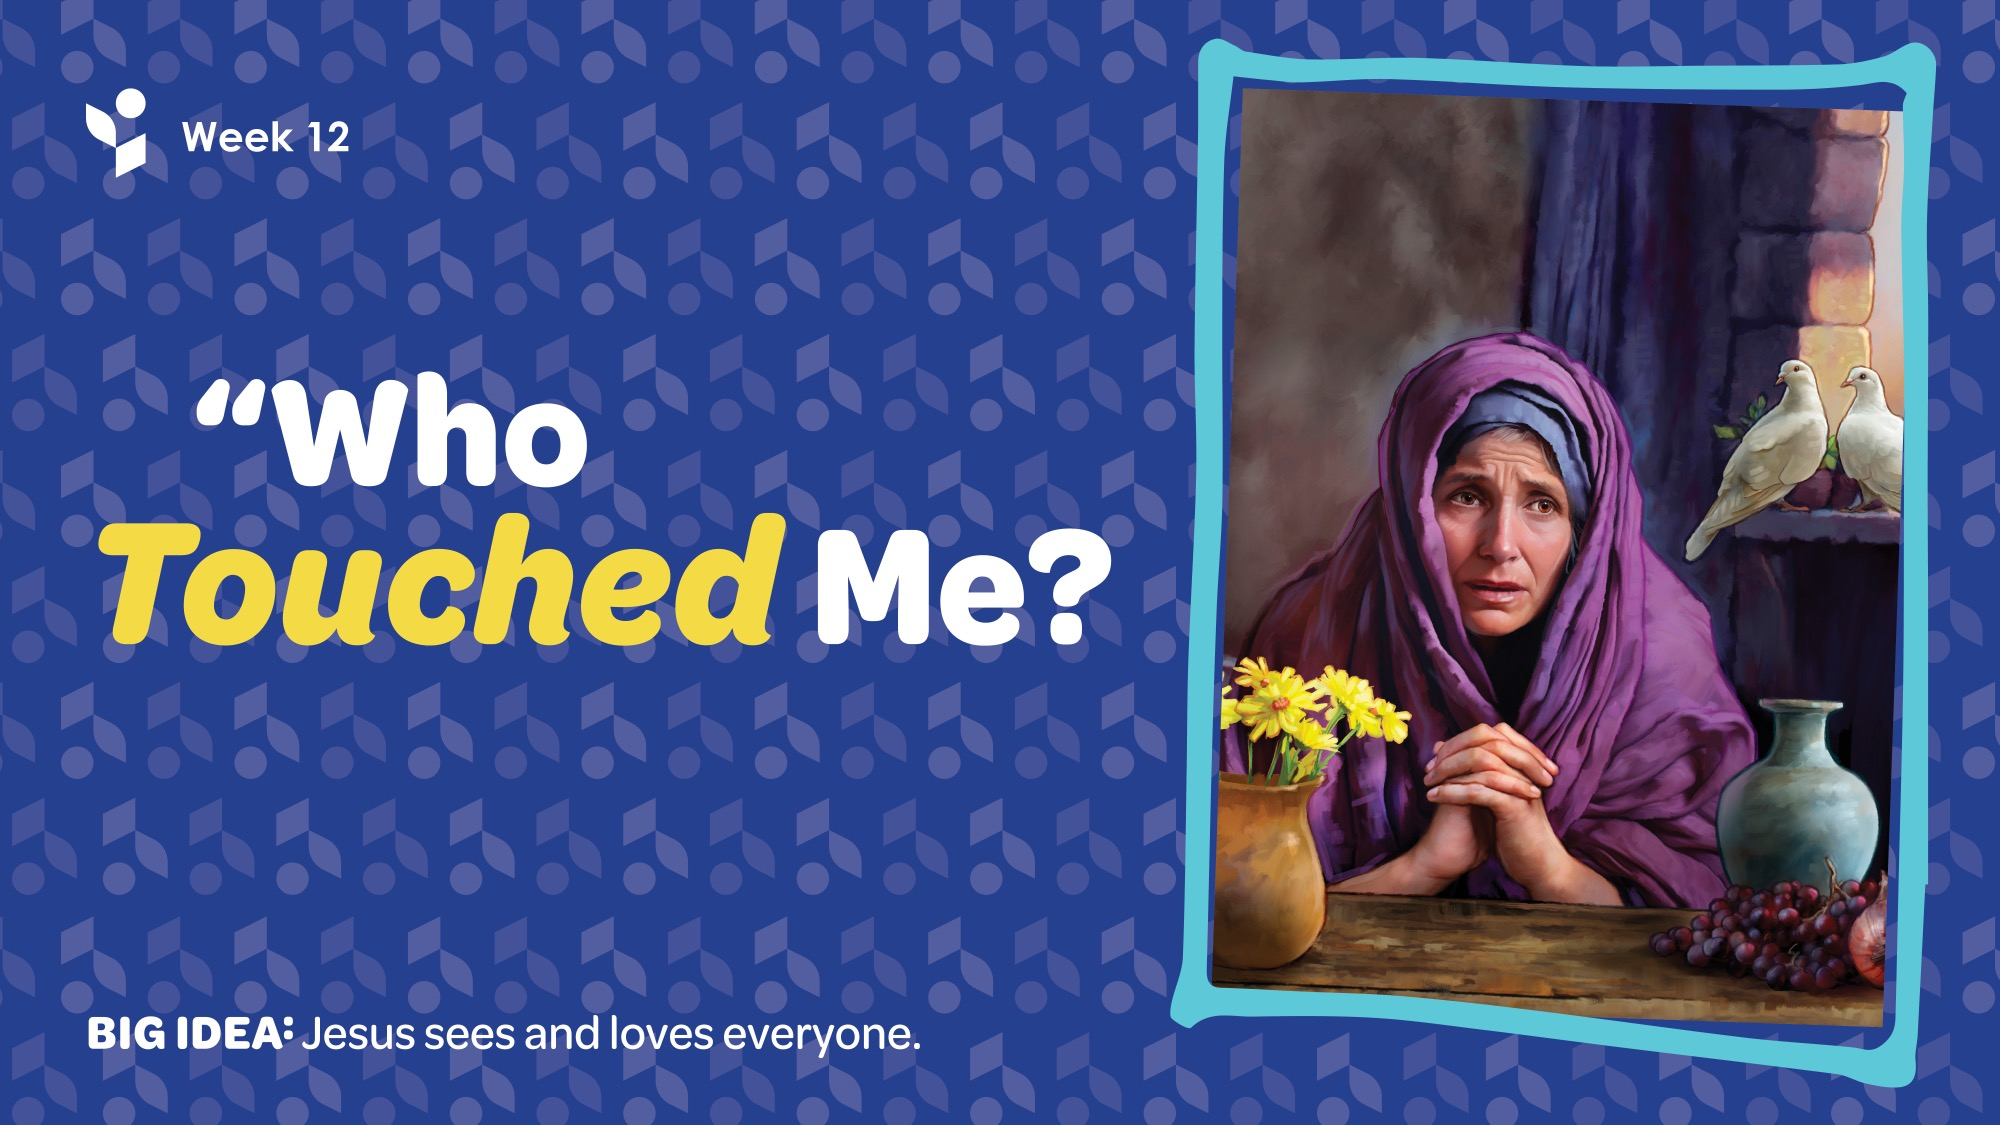 Week 12
“Who
Touched Me?
BIG IDEA: Jesus sees and loves everyone.